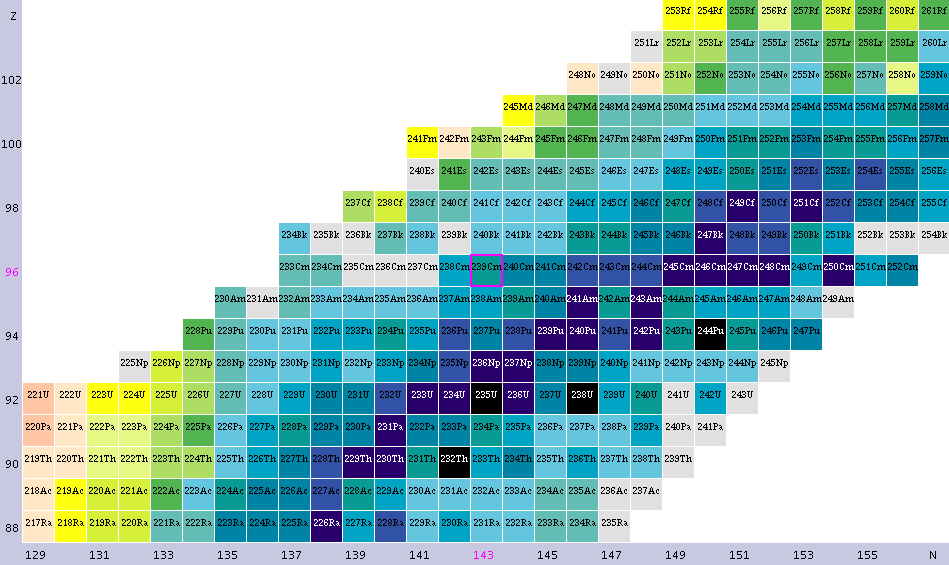 Z 253Rf 254Rf 255Rf 256Rf 257Rf 258Rf 259Rf 260Rf 261Rf
251Lr 252Lr 253Lr 254Lr 255Lr 256Lr 257Lr 258Lr 259Lr 260Lr
102 248No 249No 250No 251No 252No 253No 254No 255No 256No 257No 258No 259No
245Md 246Md 247Md 248Md 249Md 250Md 251Md 252Md 253Md 254Md 255Md 256Md 257Md 258Md
100 241Fm 242Fm 243Fm 244Fm 245Fm 246Fm 247Fm 248Fm 249Fm 250Fm 251Fm 252Fm 253Fm 254Fm 255Fm 256Fm 257Fm
240Es 241Es 242Es 243Es 244Es 245Es 246Es 247Es 248Es 249Es 250Es 251Es 252Es 253Es 254Es 255Es 256Es
98 237Cf 238Cf 239Cf 240Cf 241Cf 242Cf 243Cf 244Cf 245Cf 246Cf 247Cf 248Cf 249Cf 250Cf 251Cf 252Cf 253Cf 254Cf 255Cf
234Bk 235Bk 236Bk 237Bk 238Bk 239Bk 240Bk 241Bk 242Bk 243Bk 244Bk 245Bk 246Bk 247Bk 248Bk 249Bk 250Bk 251Bk 252Bk 253Bk 254Bk
96 233Cm 234Cm 235Cm 236Cm 237Cm 238Cm 239Cm 240Cm 241Cm 242Cm 243Cm 244Cm 245Cm 246Cm 247Cm 248Cm 249Cm 250Cm 251Cm 252Cm
230Am 231Am 232Am 233Am 234Am 235Am 236Am 237Am 238Am 239Am 240Am 241Am 242Am 243Am 244Am 245Am 246Am 247Am 248Am 249Am
94 228Pu 229Pu 230Pu 231Pu 232Pu 233Pu 234Pu 235Pu 236Pu 237Pu 238Pu 239Pu 240Pu 241Pu 242Pu 243Pu 244Pu 245Pu 246Pu 247Pu
225Np 226Np 227Np 228Np 229Np 230Np 231Np 232Np 233Np 234Np 235Np 236Np 237Np 238Np 239Np 240Np 241Np 242Np 243Np 244Np 245Np
92 221U 222U 223U 224U 225U 226U 227U 228U 229U 230U 231U 232U 233U 234U 235U 236U 237U 238U 239U 240U 241U 242U 243U
220Pa 221Pa 222Pa 223Pa 224Pa 225Pa 226Pa 227Pa 228Pa 229Pa 230Pa 231Pa 232Pa 233Pa 234Pa 235Pa 236Pa 237Pa 238Pa 239Pa 240Pa 241Pa
90 219Th 220Th 221Th 222Th 223Th 224Th 225Th 226Th 227Th 228Th 229Th 230Th 231Th 232Th 233Th 234Th 235Th 236Th 237Th 238Th 239Th
218Ac 219Ac 220Ac 221Ac 222Ac 223Ac 224Ac 225Ac 226Ac 227Ac 228Ac 229Ac 230Ac 231Ac 232Ac 233Ac 234Ac 235Ac 236Ac 237Ac
88 217Ra 218Ra 219Ra 220Ra 221Ra 222Ra 223Ra 224Ra 225Ra 226Ra 227Ra 228Ra 229Ra 230Ra 231Ra 232Ra 233Ra 234Ra 235Ra
129 131 133 135 137 139 141 143 145 147 149 151 153 155 N